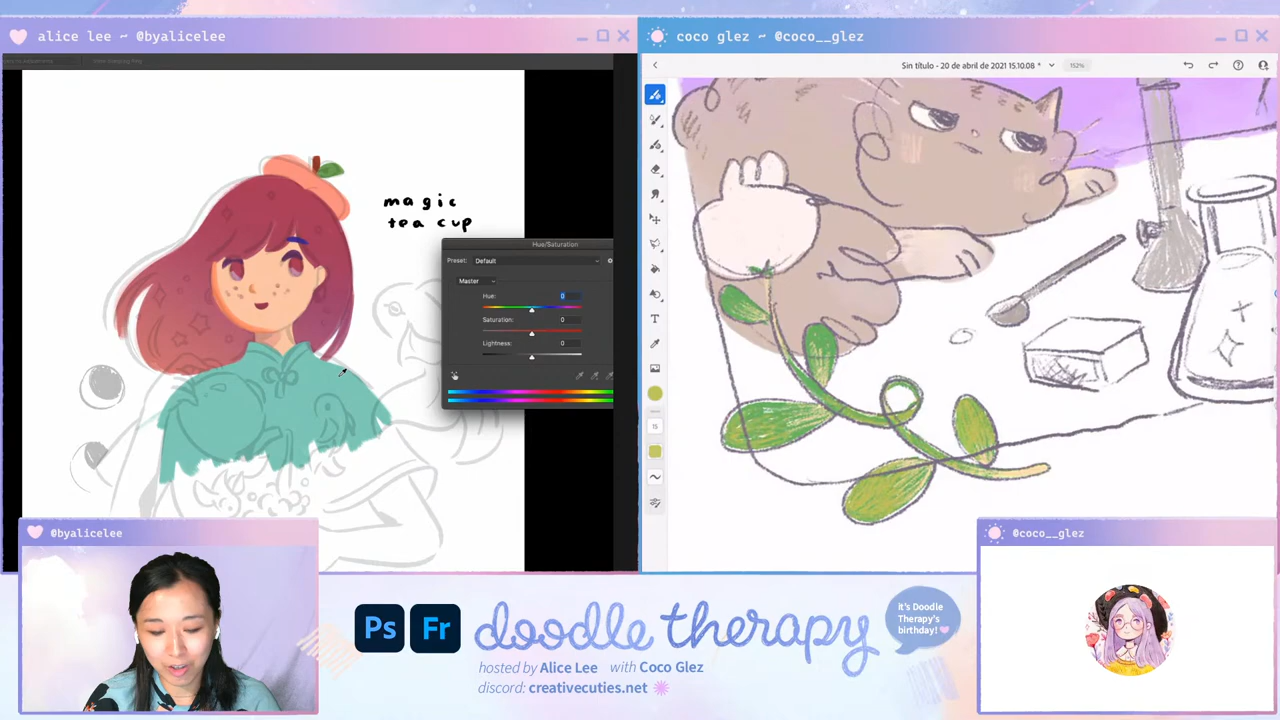 alice lee ~ @byalicelee
magic
tea cup
Hue/Saturation
Preset: Default
Master
Hue: 0
Saturation: 0
Lightness: 0
coco glez ~ @coco__glez
Sin título - 20 de abril de 2021 15.10.08 *
152%
T
15
@byalicelee
Ps Fr
doodle therapy
hosted by Alice Lee with Coco Glez
discord: creativecuties.net
it's Doodle
Therapy's
birthday!
@coco__glez